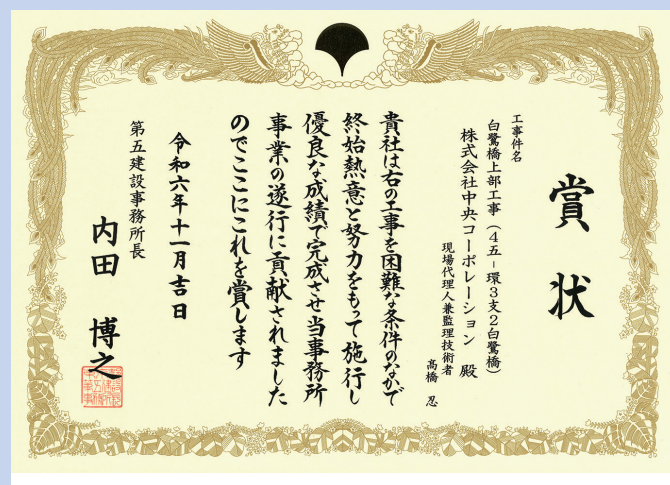 賞状
工事件名
白鷺橋上部工事（４五－環３支２白鷺橋）
株式会社中央コーポレーション 殿
現場代理人兼監理技術者
髙橋 忍
貴社は右の工事を困難な条件のなかで
終始熱意と努力をもって施行し
優良な成績で完成させ当事務所
事業の遂行に貢献されました
のでここにこれを賞します
令和六年十一月吉日
第五建設事務所長
内田 博之